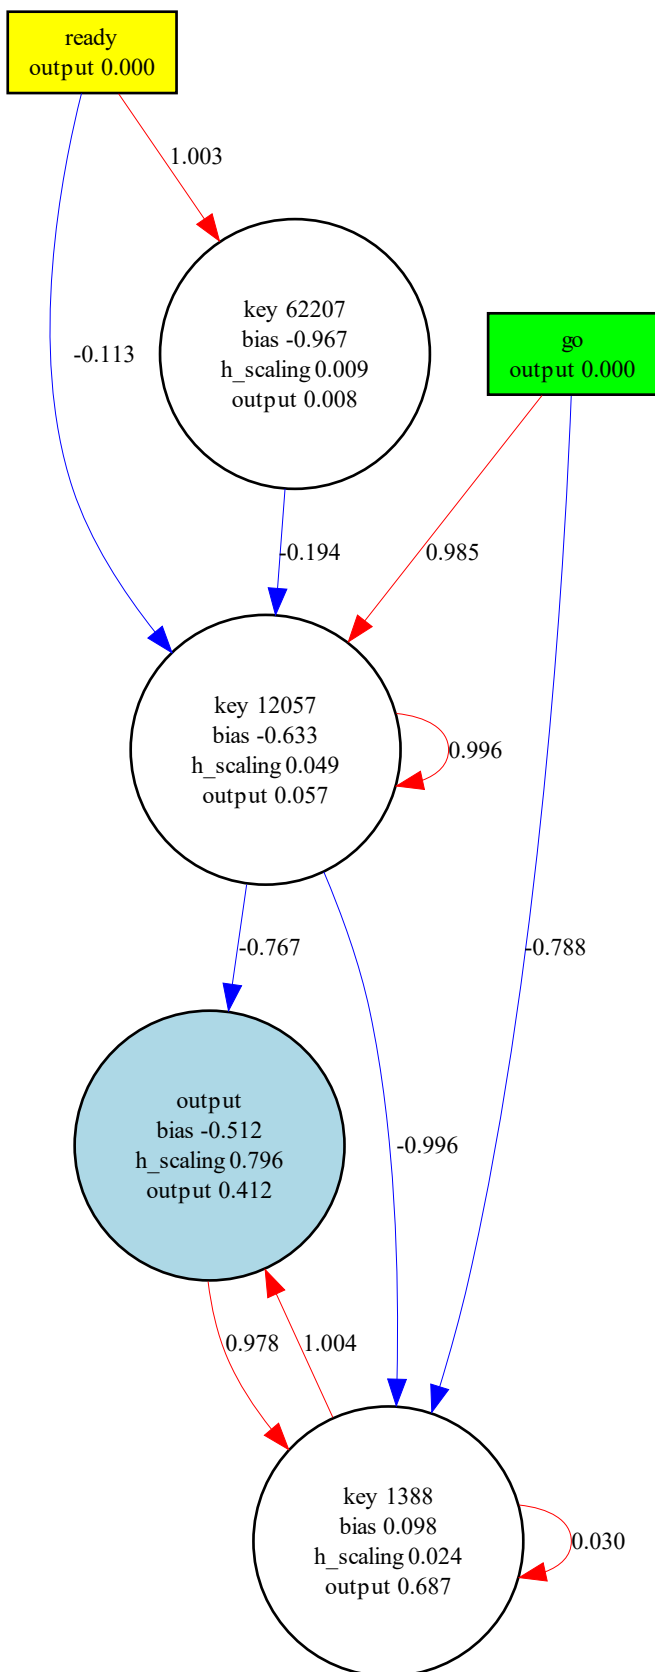 ready
output 0.000
1.003
key 62207
bias -0.967
h_scaling 0.009
output 0.008
go
output 0.000
-0.113
-0.194
0.985
key 12057
bias -0.633
h_scaling 0.049
output 0.057
0.996
-0.767
-0.788
output
bias -0.512
h_scaling 0.796
output 0.412
-0.996
0.978
1.004
key 1388
bias 0.098
h_scaling 0.024
output 0.687
0.030